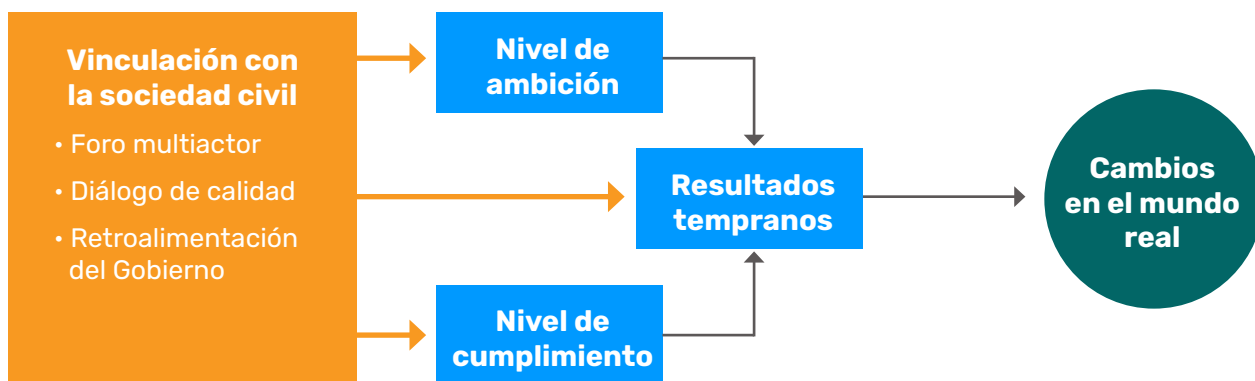 Vinculación con
la sociedad civil
• Foro multiactor
• Diálogo de calidad
• Retroalimentación
del Gobierno
Nivel de
ambición
Resultados
tempranos
Nivel de
cumplimiento
Cambios
en el mundo
real